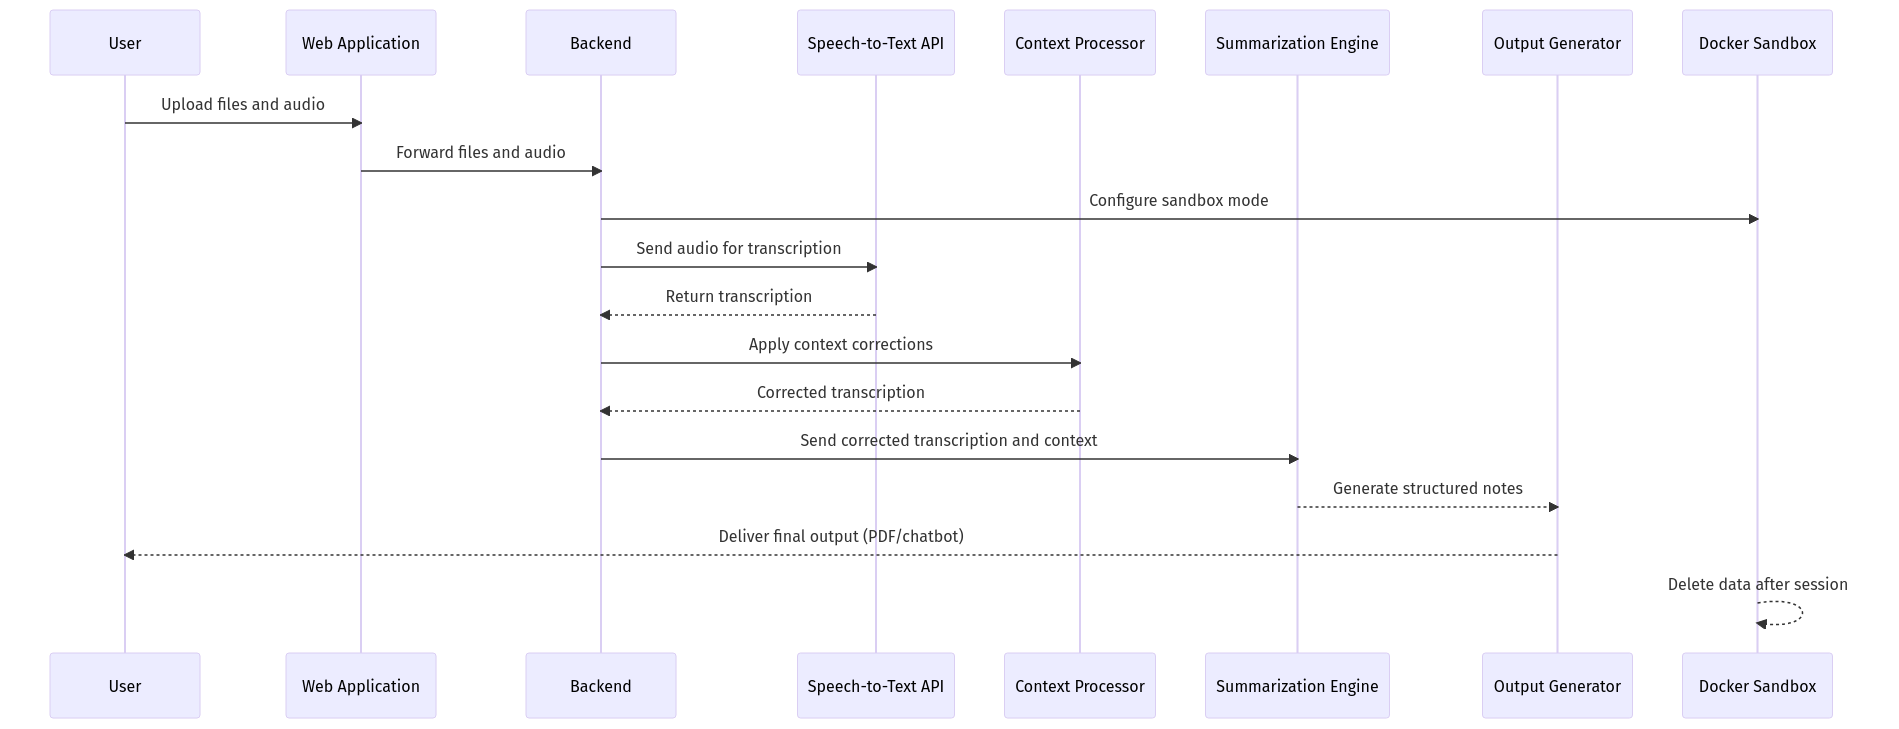 User
Web Application
Backend
Speech-to-Text API
Context Processor
Summarization Engine
Output Generator
Docker Sandbox
Upload files and audio
Forward files and audio
Configure sandbox mode
Send audio for transcription
Return transcription
Apply context corrections
Corrected transcription
Send corrected transcription and context
Generate structured notes
Deliver final output (PDF/chatbot)
Delete data after session
User
Web Application
Backend
Speech-to-Text API
Context Processor
Summarization Engine
Output Generator
Docker Sandbox